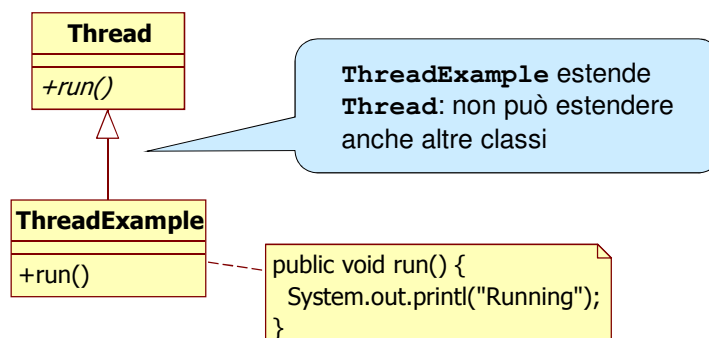 Thread
+run()
ThreadExample estende
Thread: non può estendere
anche altre classi
ThreadExample
+run()
public void run() {
System.out.printl("Running");
}